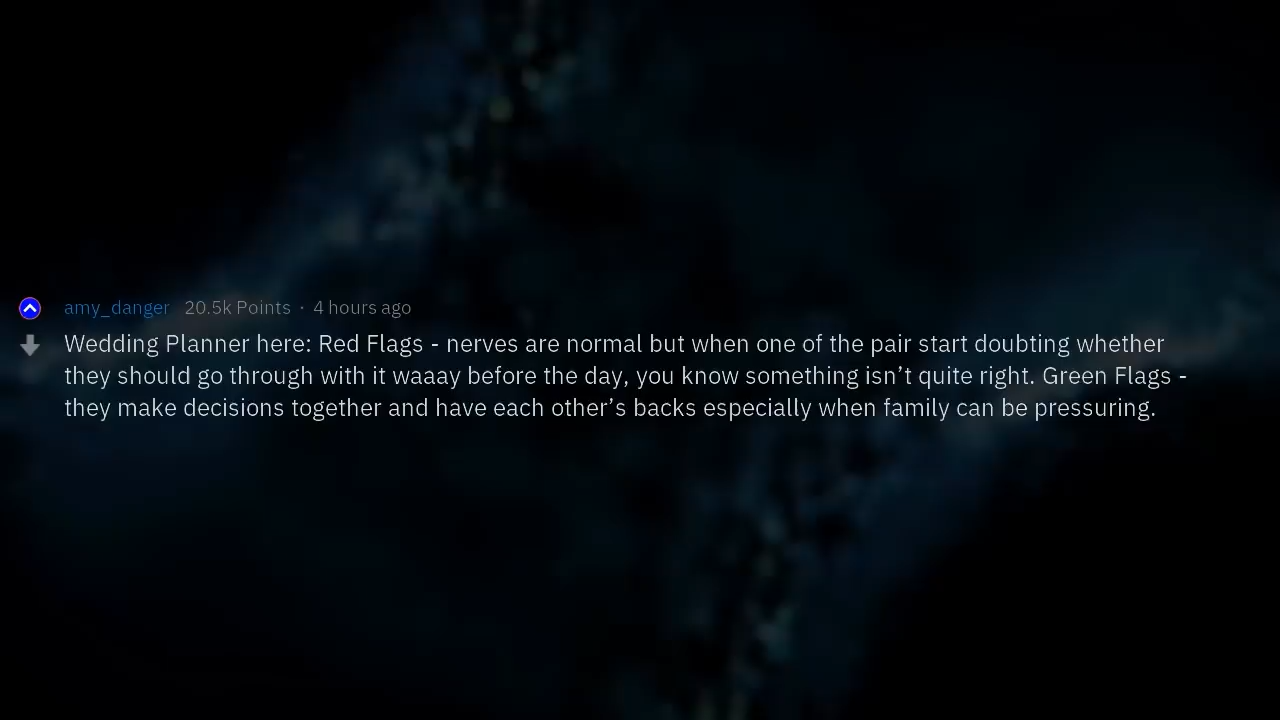 amy_danger 20.5k Points · 4 hours ago
Wedding Planner here: Red Flags - nerves are normal but when one of the pair start doubting whether
they should go through with it waaay before the day, you know something isn’t quite right. Green Flags -
they make decisions together and have each other’s backs especially when family can be pressuring.